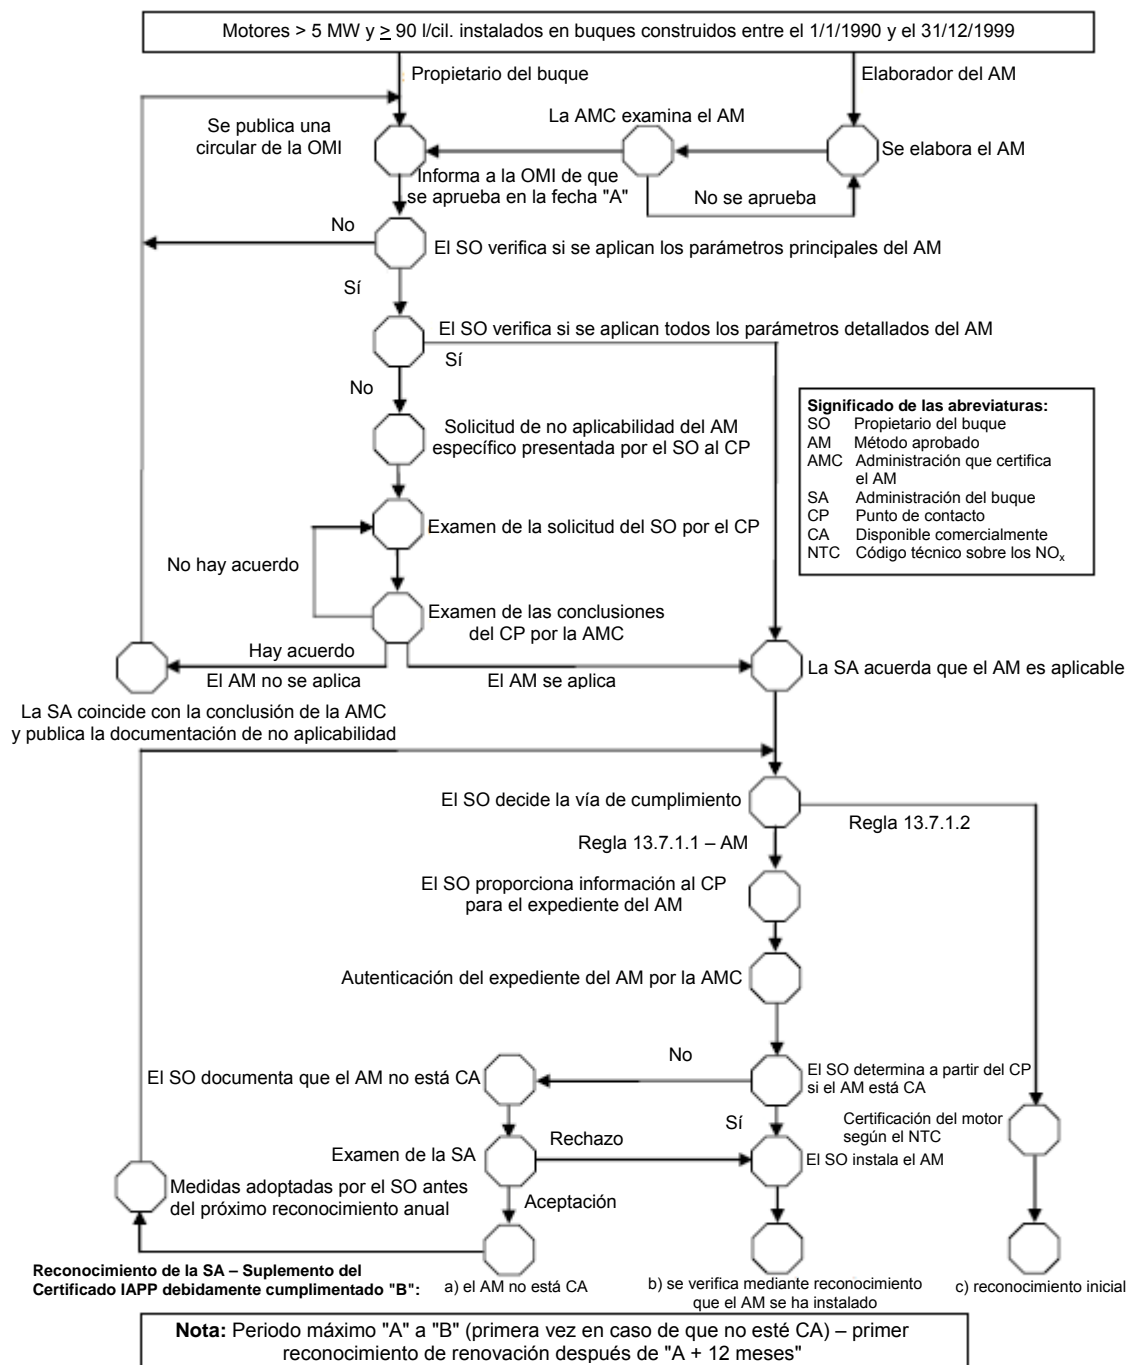 Motores > 5 MW y ≥ 90 l/cil. instalados en buques construidos entre el 1/1/1990 y el 31/12/1999
Propietario del buque
Elaborador del AM
Se publica una
circular de la OMI
La AMC examina el AM
Se elabora el AM
Informa a la OMI de que
se aprueba en la fecha "A"
No se aprueba
No
El SO verifica si se aplican los parámetros principales del AM
Sí
El SO verifica si se aplican todos los parámetros detallados del AM
Sí
No
Solicitud de no aplicabilidad del AM
específico presentada por el SO al CP
Significado de las abreviaturas:
SO Propietario del buque
AM Método aprobado
AMC Administración que certifica
el AM
SA Administración del buque
CP Punto de contacto
CA Disponible comercialmente
NTC Código técnico sobre los NOx
Examen de la solicitud del SO por el CP
No hay acuerdo
Examen de las conclusiones
del CP por la AMC
Hay acuerdo
El AM no se aplica
El AM se aplica
La SA acuerda que el AM es aplicable
La SA coincide con la conclusión de la AMC
y publica la documentación de no aplicabilidad
El SO decide la vía de cumplimiento
Regla 13.7.1.2
Regla 13.7.1.1 – AM
El SO proporciona información al CP
para el expediente del AM
Autenticación del expediente del AM por la AMC
No
El SO documenta que el AM no está CA
El SO determina a partir del CP
si el AM está CA
Sí
Certificación del motor
según el NTC
Rechazo
Examen de la SA
El SO instala el AM
Medidas adoptadas por el SO antes
del próximo reconocimiento anual
Aceptación
Reconocimiento de la SA – Suplemento del
Certificado IAPP debidamente cumplimentado "B":
a) el AM no está CA
b) se verifica mediante reconocimiento
que el AM se ha instalado
c) reconocimiento inicial
Nota: Periodo máximo "A" a "B" (primera vez en caso de que no esté CA) – primer
reconocimiento de renovación después de "A + 12 meses"